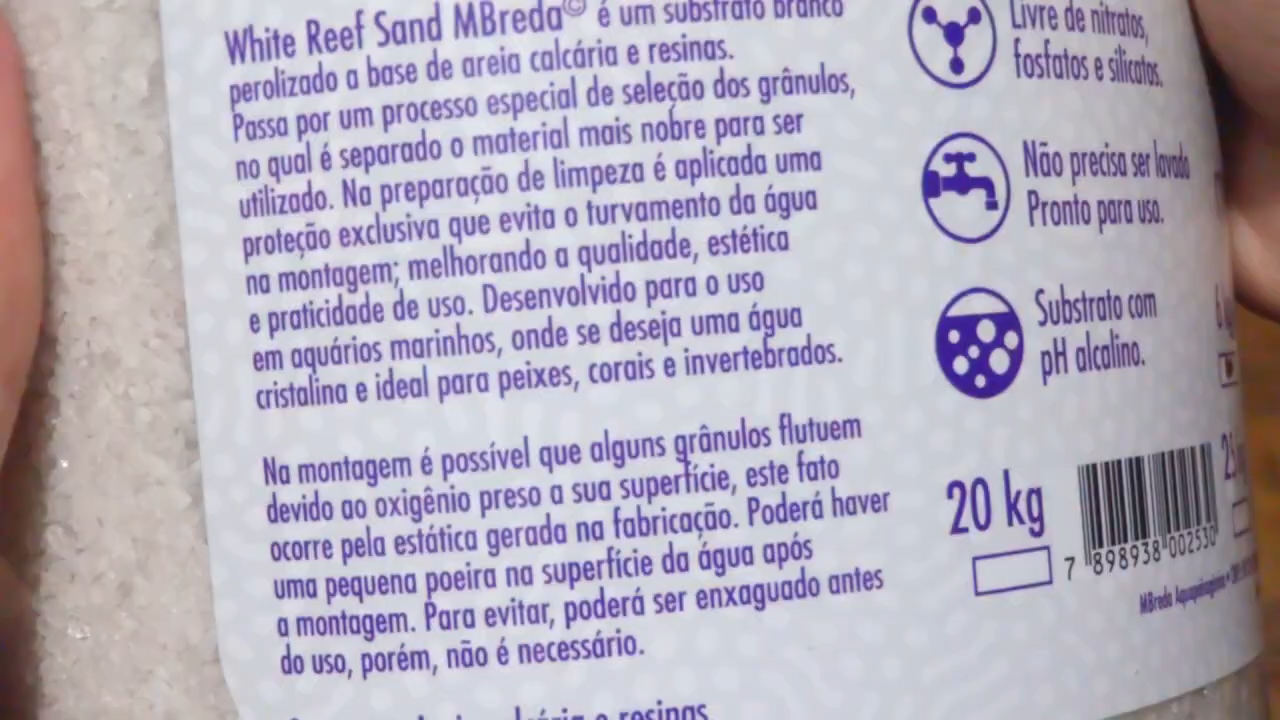 White Reef Sand MBreda© é um substrato branco
perolizado a base de areia calcária e resinas.
Passa por um processo especial de seleção dos grânulos,
no qual é separado o material mais nobre para ser
utilizado. Na preparação de limpeza é aplicada uma
proteção exclusiva que evita o turvamento da água
na montagem; melhorando a qualidade, estética
e praticidade de uso. Desenvolvido para o uso
em aquários marinhos, onde se deseja uma água
cristalina e ideal para peixes, corais e invertebrados.
Na montagem é possível que alguns grânulos flutuem
devido ao oxigênio preso a sua superfície, este fato
ocorre pela estática gerada na fabricação. Poderá haver
uma pequena poeira na superfície da água após
a montagem. Para evitar, poderá ser enxaguado antes
do uso, porém, não é necessário.
e resinas
Livre de nitratos,
fosfatos e silicatos.
Não precisa ser lavado
Pronto para uso.
Substrato com
pH alcalino.
20 kg
7 898938 002530
MBreda